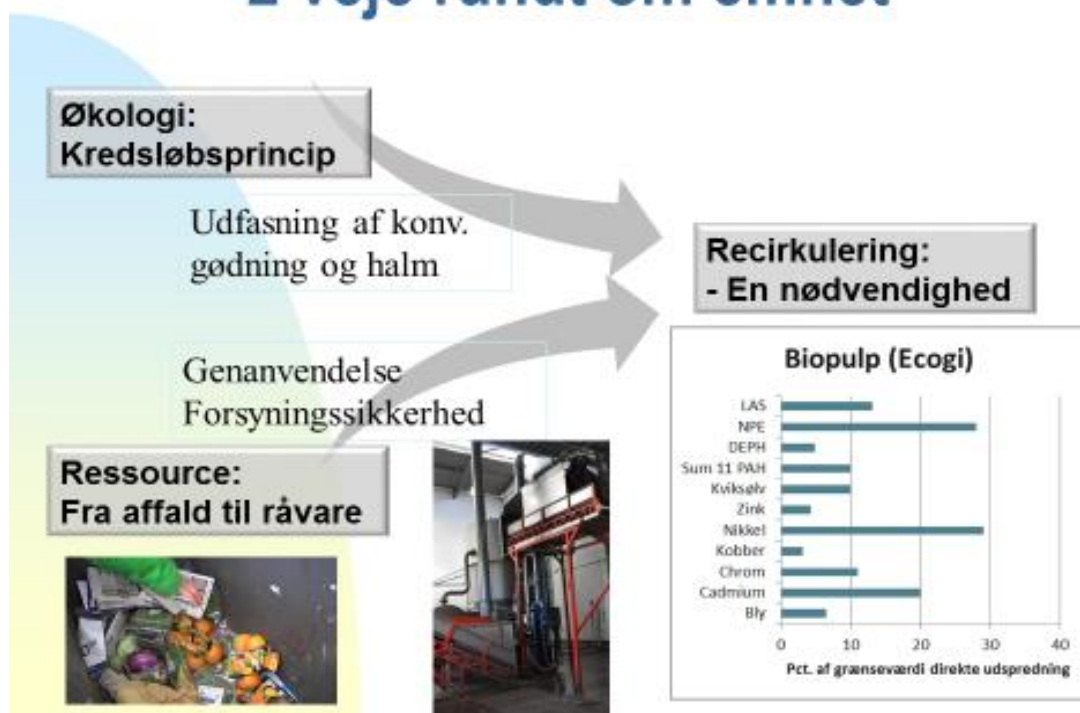 Økologi:
Kredsløbsprincip
Udfasning af konv.
gødning og halm
Recirkulering:
- En nødvendighed
Genanvendelse
Forsyningssikkerhed
Ressource:
Fra affald til råvare
Biopulp (Ecogi)
LAS
NPE
DEPH
Sum 11 PAH
Kviksølv
Zink
Nikkel
Kobber
Chrom
Cadmium
Bly
0 10 20 30 40
Pct. af grænseværdi direkte udspredning